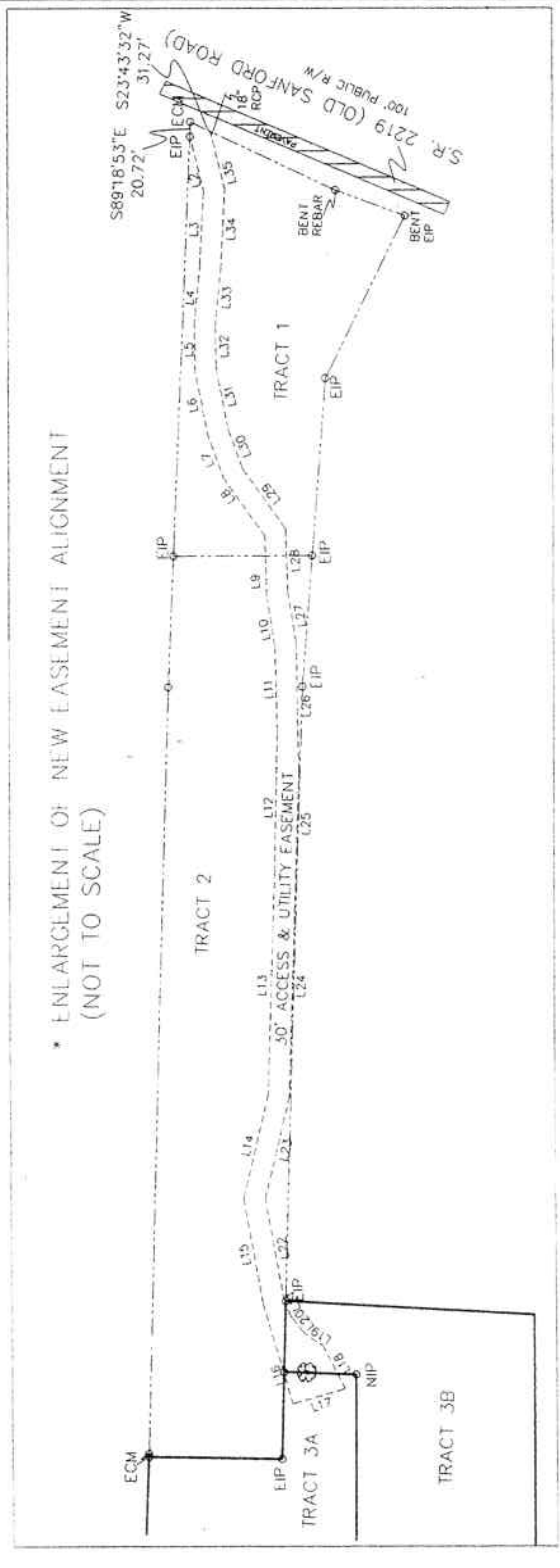 * ENLARGEMENT OF NEW EASEMENT ALIGNMENT
(NOT TO SCALE)
S89°18'53"E
20.72'
S23°43'32"W
31.27'
EIP
ECM
18"
RCP
S.R. 2219 (OLD SANFORD ROAD)
100' PUBLIC R/W
PAVEMENT
BENT
REBAR
BENT
EIP
EIP
EIP
EIP
EIP
TRACT 1
TRACT 2
30' ACCESS & UTILITY EASEMENT
L2
L3
L4
L5
L6
L7
L8
L9
L10
L11
L12
L13
L14
L15
L16
L17
L18
L19
L20
L22
L23
L24
L25
L26
L27
L28
L29
L30
L31
L32
L33
L34
L35
ECM
EIP
EIP
NIP
TRACT 3A
TRACT 3B